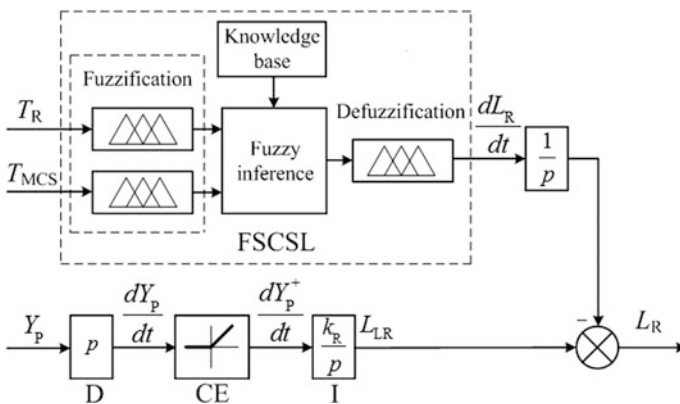 Knowledge
base
Fuzzification
Defuzzification
dL_R
dt
T_R
1
p
Fuzzy
inference
T_MCS
FSCSL
−
Y_P
p
dY_P
dt
dY_P^+
dt
k_R
p
L_LR
L_R
D
CE
I